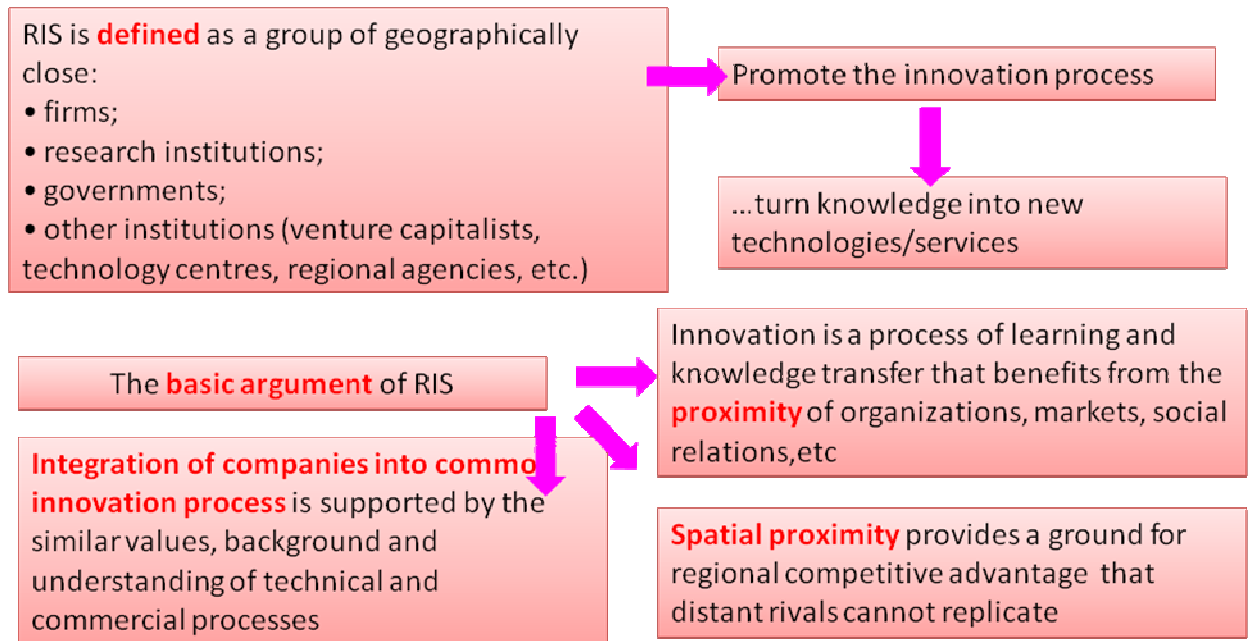 RIS is defined as a group of geographically
close:
• firms;
• research institutions;
• governments;
• other institutions (venture capitalists,
technology centres, regional agencies, etc.)
Promote the innovation process
...turn knowledge into new
technologies/services
The basic argument of RIS
Innovation is a process of learning and
knowledge transfer that benefits from the
proximity of organizations, markets, social
relations,etc
Integration of companies into commo
innovation process is supported by the
similar values, background and
understanding of technical and
commercial processes
Spatial proximity provides a ground for
regional competitive advantage that
distant rivals cannot replicate